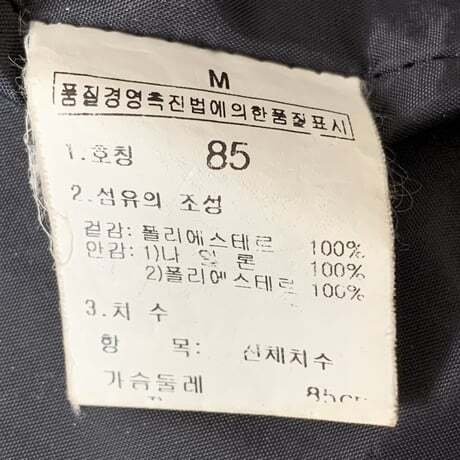 M
품질경영촉진법에의한품질표시
1.호칭 85
2.섬유의 조성
겉감: 폴리에스테르 100%
안감: 1)나 일 론 100%
2)폴리에스테르 100%
3.치 수
항 목: 신체치수
가슴둘레 85cm